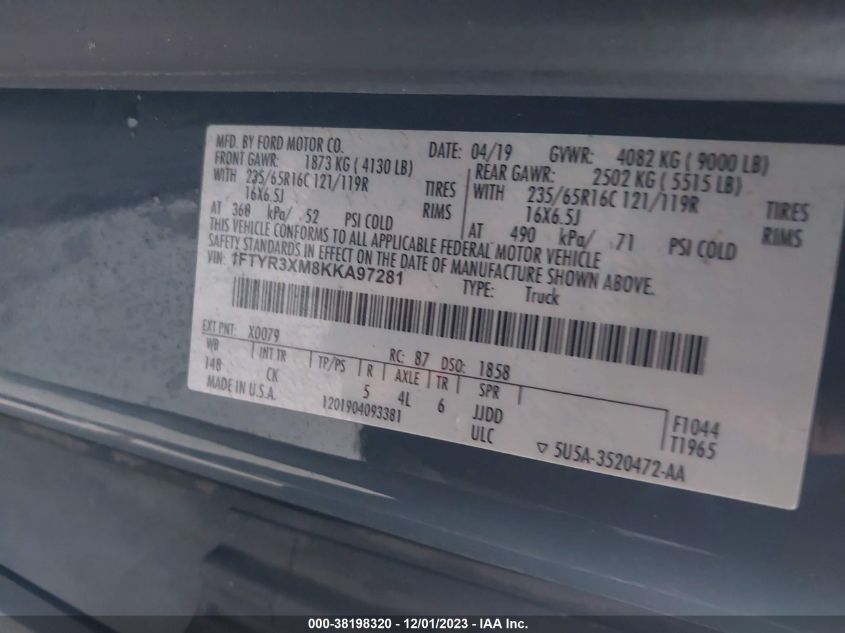 MFD. BY FORD MOTOR CO.
DATE: 04/19
GVWR: 4082 KG ( 9000 LB)
FRONT GAWR: 1873 KG ( 4130 LB)
WITH 235/65R16C 121/119R TIRES
16X6.5J RIMS
AT 368 kPa/ 52 PSI COLD
REAR GAWR: 2502 KG ( 5515 LB)
WITH 235/65R16C 121/119R TIRES
16X6.5J RIMS
AT 490 kPa/ 71 PSI COLD
THIS VEHICLE CONFORMS TO ALL APPLICABLE FEDERAL MOTOR VEHICLE
SAFETY STANDARDS IN EFFECT ON THE DATE OF MANUFACTURE SHOWN ABOVE.
VIN: 1FTYR3XM8KKA97281
TYPE: Truck
EXT PNT: X0079
RC: 87 DSO: 1858
WB INT TR TP/PS R AXLE TR SPR
148 CK 5 4L 6 JJDD
MADE IN U.S.A.
1201904093381
ULC
F1044
T1965
▽ 5U5A-3520472-AA
000-38198320 - 12/01/2023 - IAA Inc.